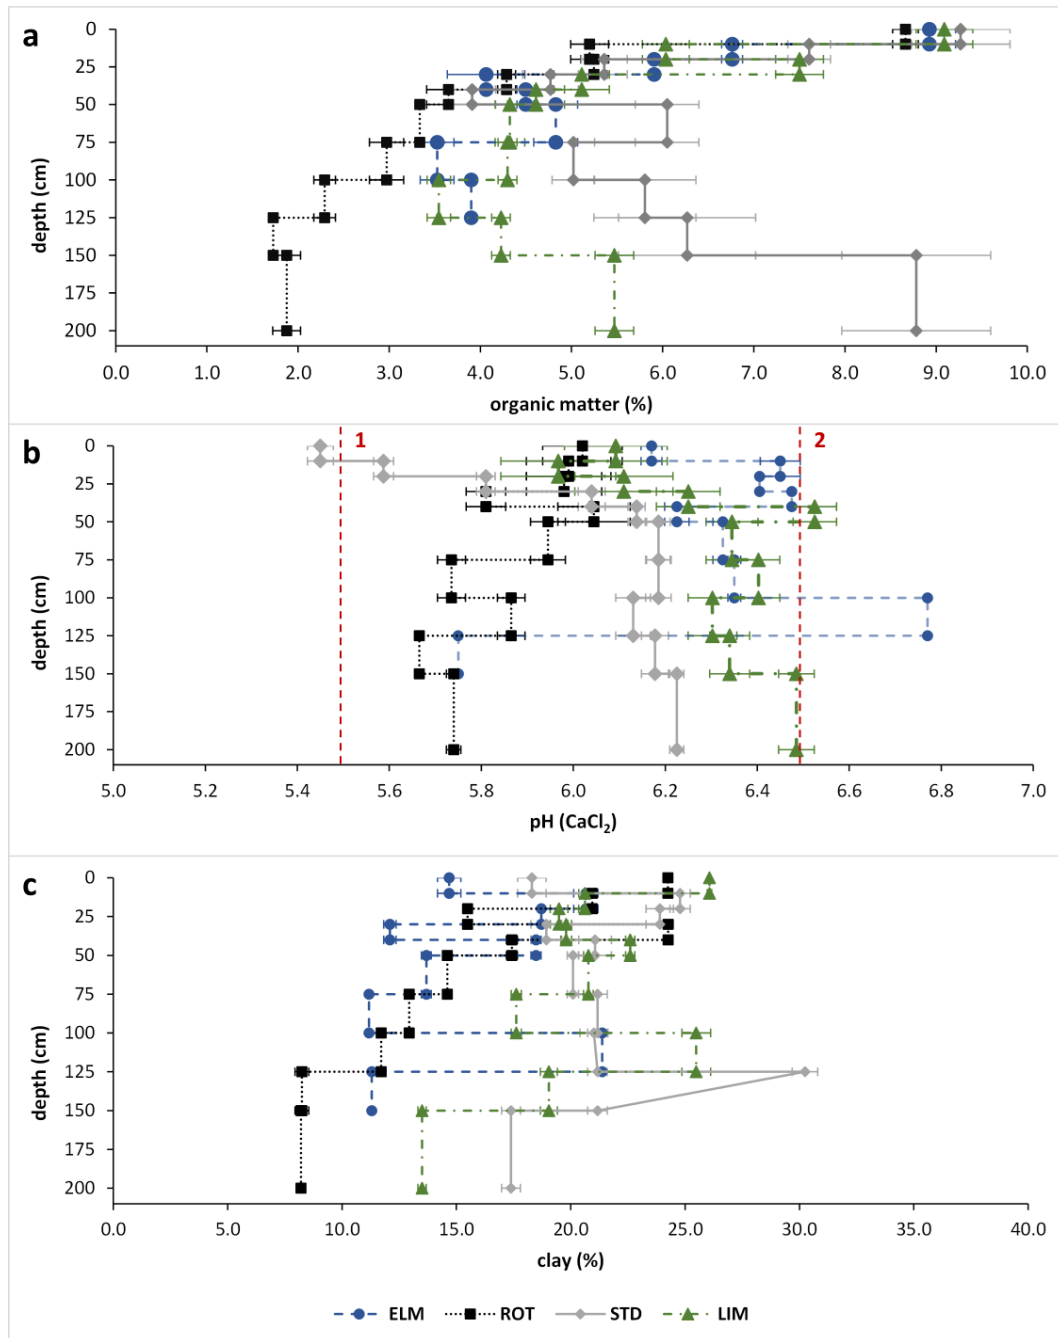 a
depth (cm)
0
25
50
75
100
125
150
175
200
0.0 1.0 2.0 3.0 4.0 5.0 6.0 7.0 8.0 9.0 10.0
organic matter (%)
b
1
2
depth (cm)
0
25
50
75
100
125
150
175
200
5.0 5.2 5.4 5.6 5.8 6.0 6.2 6.4 6.6 6.8 7.0
pH (CaCl₂)
c
depth (cm)
0
25
50
75
100
125
150
175
200
0.0 10.0 15.0 20.0 25.0 30.0 35.0 40.0
clay (%)
ELM ROT STD LIM